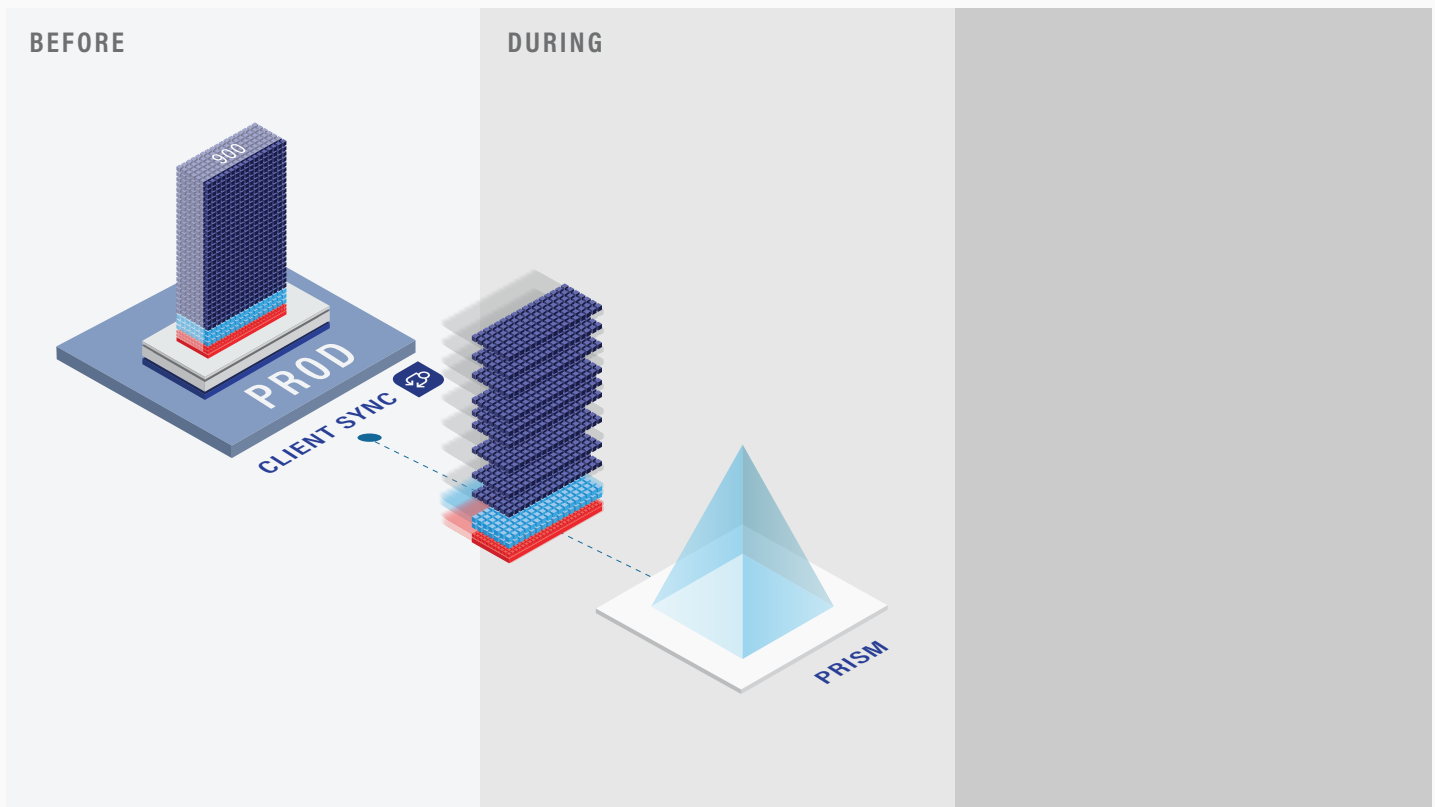 BEFORE
DURING
900
PROD
CLIENT SYNC
PRISM